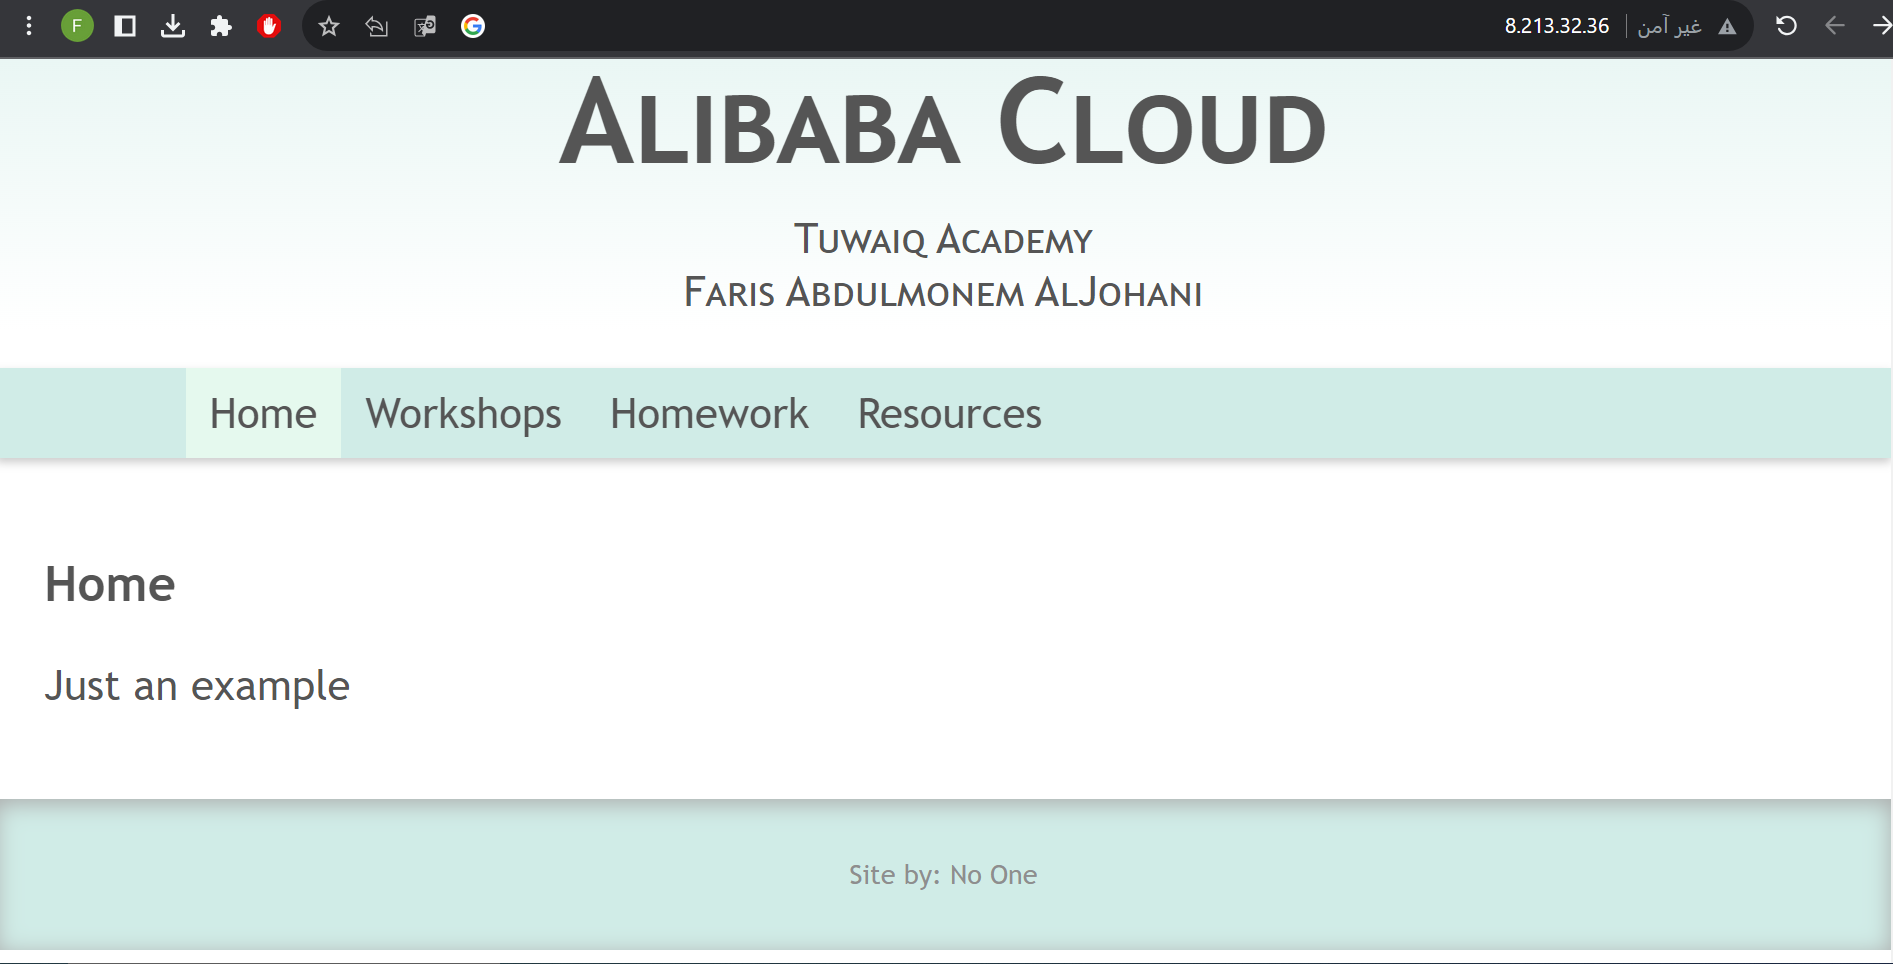 F
8.213.32.36
غير آمن
Alibaba Cloud
Tuwaiq Academy
Faris Abdulmonem AlJohani
Home Workshops Homework Resources
Home
Just an example
Site by: No One